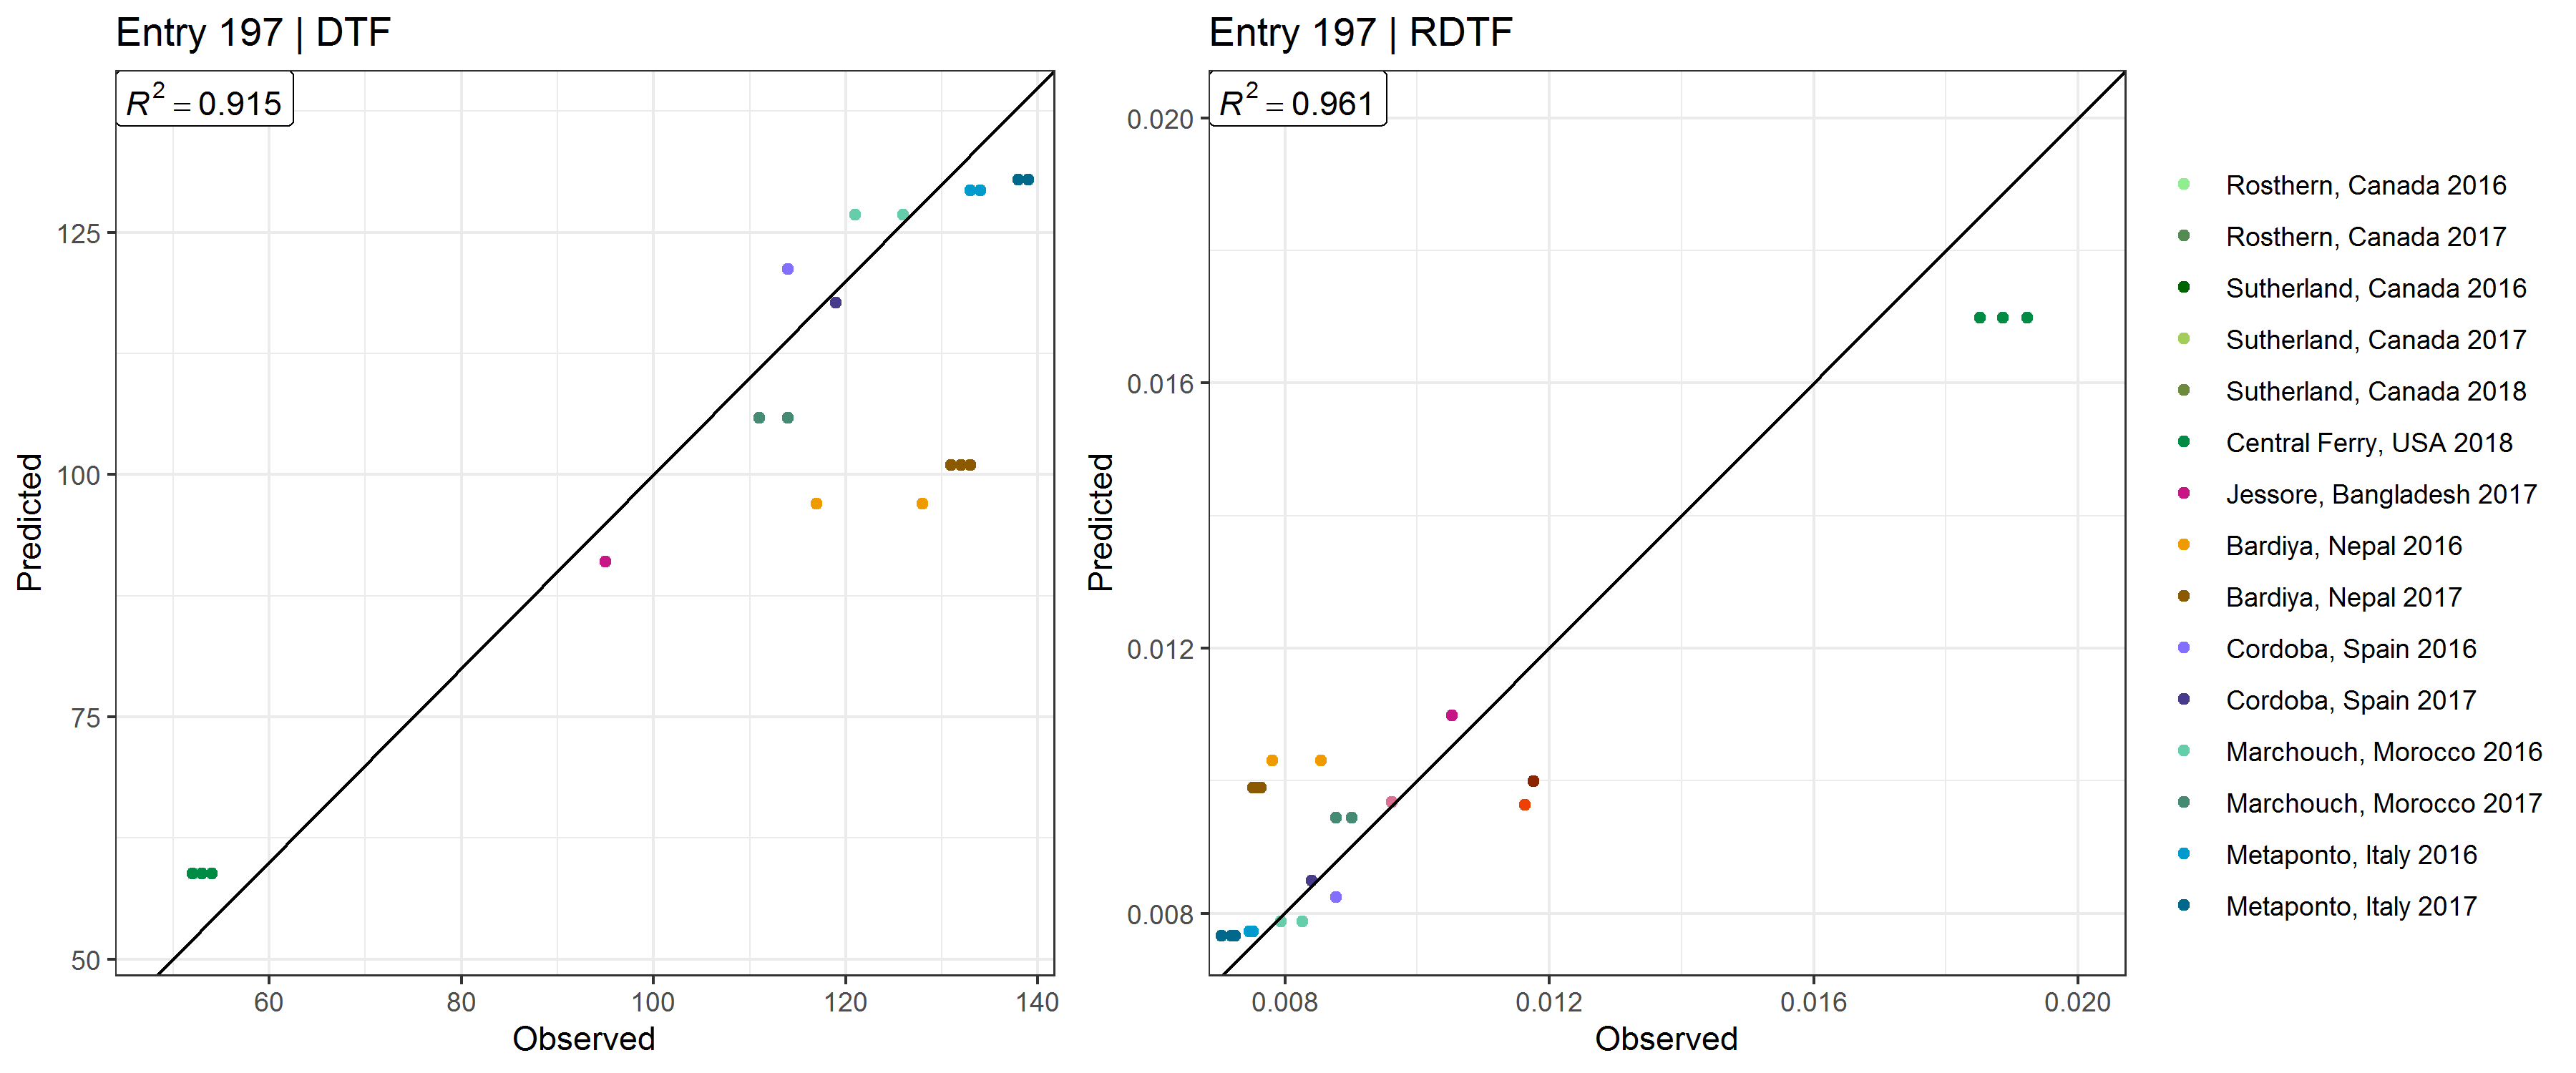 Entry 197 | DTF
R² = 0.915
125
100
75
50
Predicted
60 80 100 120 140
Observed
Entry 197 | RDTF
R² = 0.961
0.020
0.016
0.012
0.008
Predicted
0.008 0.012 0.016 0.020
Observed
Rosthern, Canada 2016
Rosthern, Canada 2017
Sutherland, Canada 2016
Sutherland, Canada 2017
Sutherland, Canada 2018
Central Ferry, USA 2018
Jessore, Bangladesh 2017
Bardiya, Nepal 2016
Bardiya, Nepal 2017
Cordoba, Spain 2016
Cordoba, Spain 2017
Marchouch, Morocco 2016
Marchouch, Morocco 2017
Metaponto, Italy 2016
Metaponto, Italy 2017